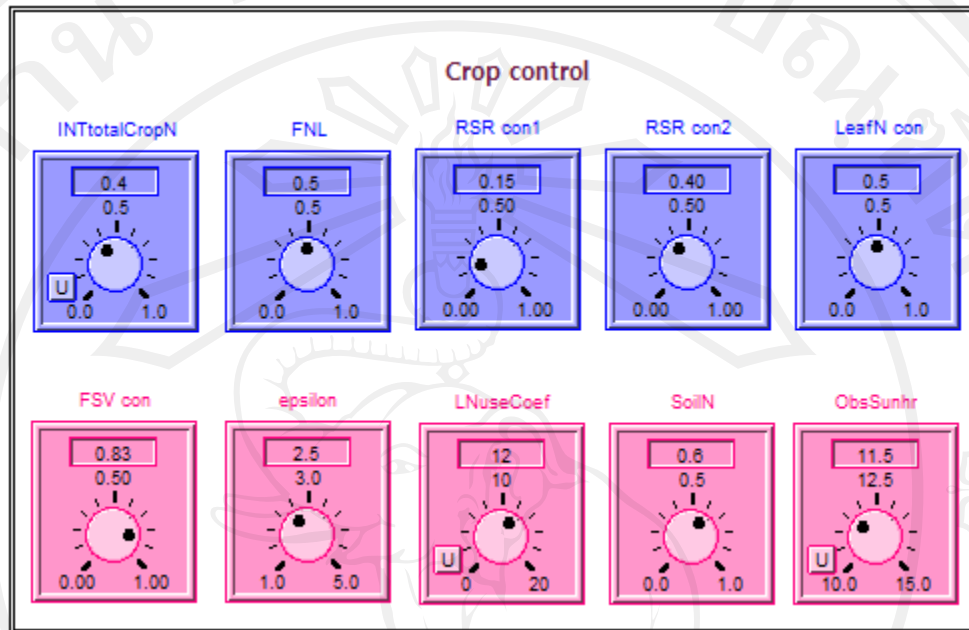 Crop control
INTtotalCropN FNL RSR con1 RSR con2 LeafN con
0.4 0.5 0.15 0.40 0.5
0.5 0.5 0.50 0.50 0.5
U
0.0 1.0 0.0 1.0 0.00 1.00 0.00 1.00 0.0 1.0
FSV con epsilon LNuseCoef SoilN ObsSunhr
0.83 2.5 12 0.6 11.5
0.50 3.0 10 0.5 12.5
U U
0.00 1.00 1.0 5.0 0 20 0.0 1.0 10.0 15.0